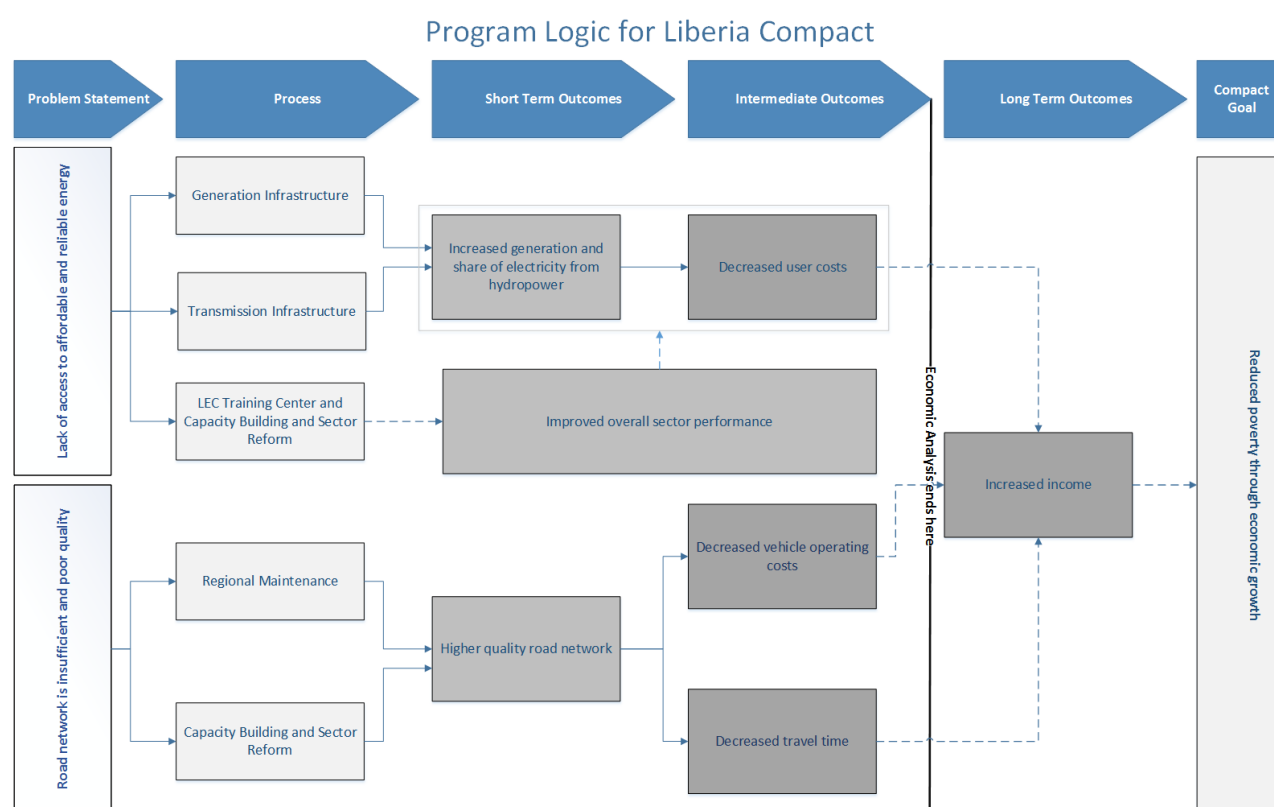 Program Logic for Liberia Compact
Problem Statement
Process
Short Term Outcomes
Intermediate Outcomes
Long Term Outcomes
Compact
Goal
Lack of access to affordable and reliable energy
Generation Infrastructure
Transmission Infrastructure
LEC Training Center and
Capacity Building and Sector
Reform
Increased generation and
share of electricity from
hydropower
Decreased user costs
Improved overall sector performance
Economic Analysis ends here
Road network is insufficient and poor quality
Regional Maintenance
Capacity Building and Sector
Reform
Higher quality road network
Decreased vehicle operating
costs
Decreased travel time
Increased income
Reduced poverty through economic growth